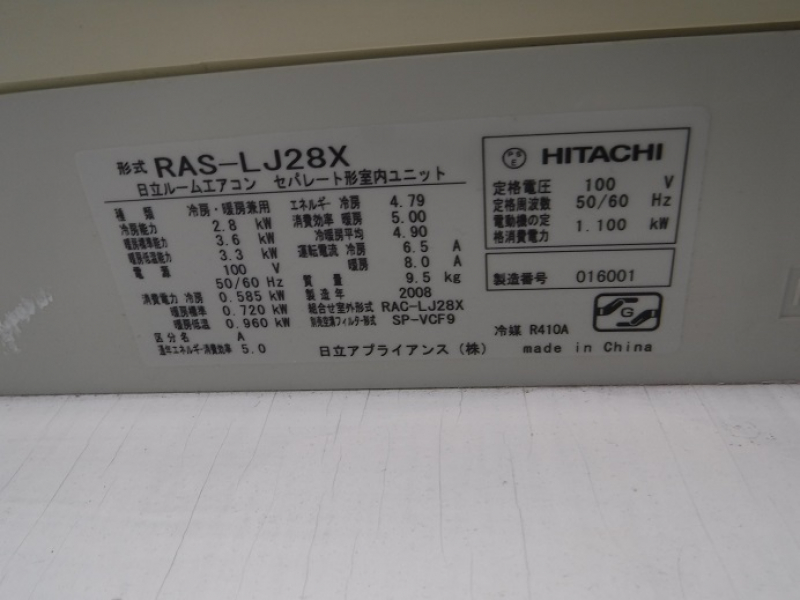 形式 RAS-LJ28X
日立ルームエアコン セパレート形室内ユニット
種類 冷房・暖房兼用
冷房能力 2.8 kW
暖房標準能力 3.6 kW
暖房低温能力 3.3 kW
電源 100 V
50/60 Hz
消費電力 冷房 0.585 kW
暖房標準 0.720 kW
暖房低温 0.960 kW
区分名 A
通年エネルギー消費効率 5.0
エネルギー 冷房 4.79
消費効率 暖房 5.00
冷暖房平均 4.90
運転電流 冷房 6.5 A
暖房 8.0 A
質量 9.5 kg
製造年 2008
組合せ室外形式 RAC-LJ28X
別売空清フィルター形式 SP-VCF9
日立アプライアンス(株)
PS E HITACHI
定格電圧 100 V
定格周波数 50/60 Hz
電動機の定 1.100 kW
格消費電力
製造番号 016001
G
冷媒 R410A
made in China